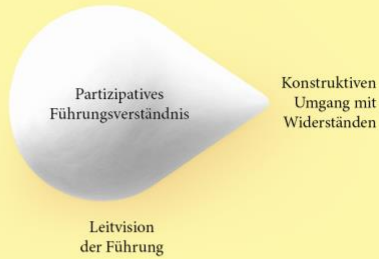 Partizipatives
Führungsverständnis
Konstruktiven
Umgang mit
Widerständen
Leitvision
der Führung